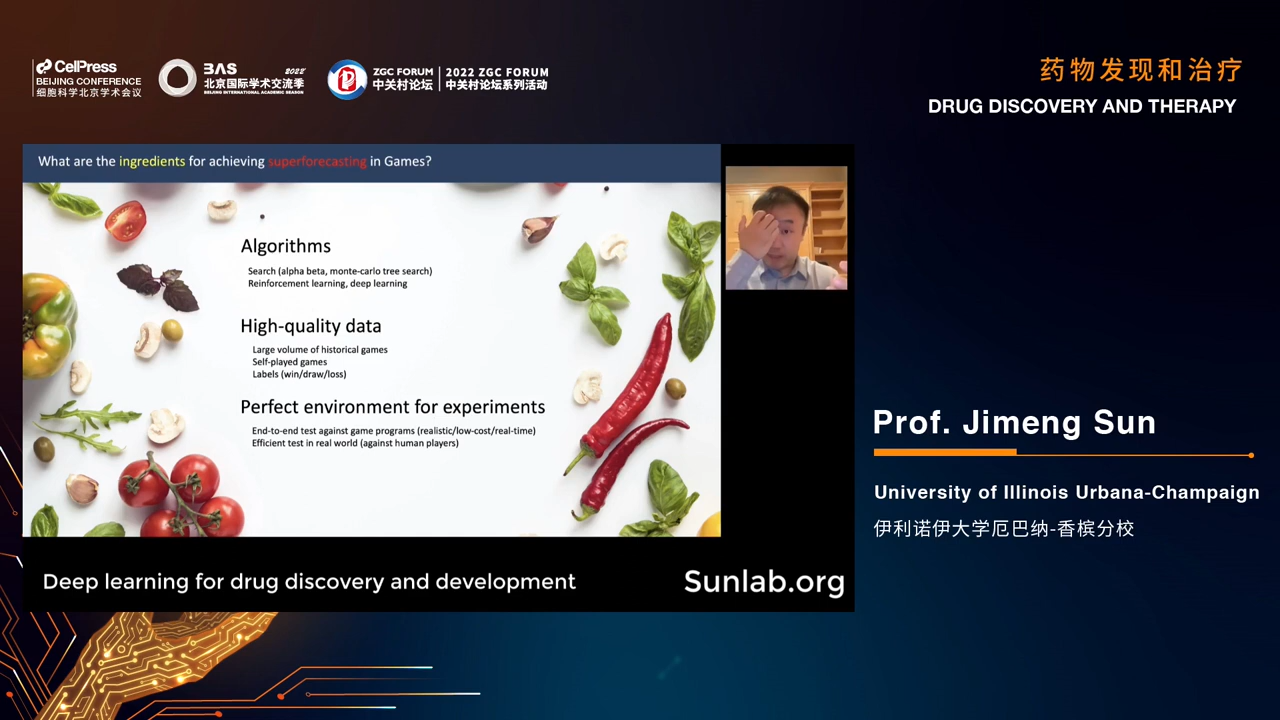 CelPress
BEIJING CONFERENCE
细胞科学北京学术会议
BAS 2022
北京国际学术交流季
BEIJING INTERNATIONAL ACADEMIC SEASON
ZGC FORUM
中关村论坛
2022 ZGC FORUM
中关村论坛系列活动
药物发现和治疗
DRUG DISCOVERY AND THERAPY
What are the ingredients for achieving superforecasting in Games?
Algorithms
Search (alpha beta, monte-carlo tree search)
Reinforcement learning, deep learning
High-quality data
Large volume of historical games
Self-played games
Labels (win/draw/loss)
Perfect environment for experiments
End-to-end test against game programs (realistic/low-cost/real-time)
Efficient test in real world (against human players)
Prof. Jimeng Sun
University of Illinois Urbana-Champaign
伊利诺伊大学厄巴纳-香槟分校
Deep learning for drug discovery and development
Sunlab.org